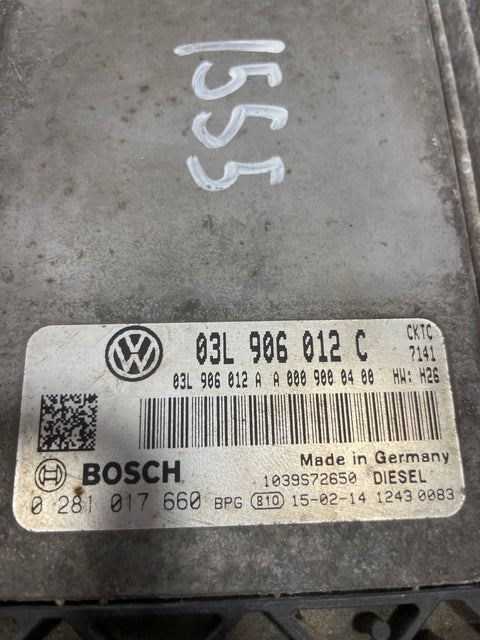 1555
03L 906 012 C
CKTC
7141
03L 906 012 A A 000 900 04 00
HW: H26
Made in Germany
BOSCH
1039S72650 DIESEL
0 281 017 660 BPG 810 15-02-14 1243 0083